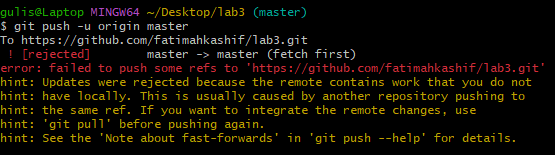 gulis@Laptop MINGW64 ~/Desktop/lab3 (master)
$ git push -u origin master
To https://github.com/fatimahkashif/lab3.git
 ! [rejected]        master -> master (fetch first)
error: failed to push some refs to 'https://github.com/fatimahkashif/lab3.git'
hint: Updates were rejected because the remote contains work that you do not
hint: have locally. This is usually caused by another repository pushing to
hint: the same ref. If you want to integrate the remote changes, use
hint: 'git pull' before pushing again.
hint: See the 'Note about fast-forwards' in 'git push --help' for details.